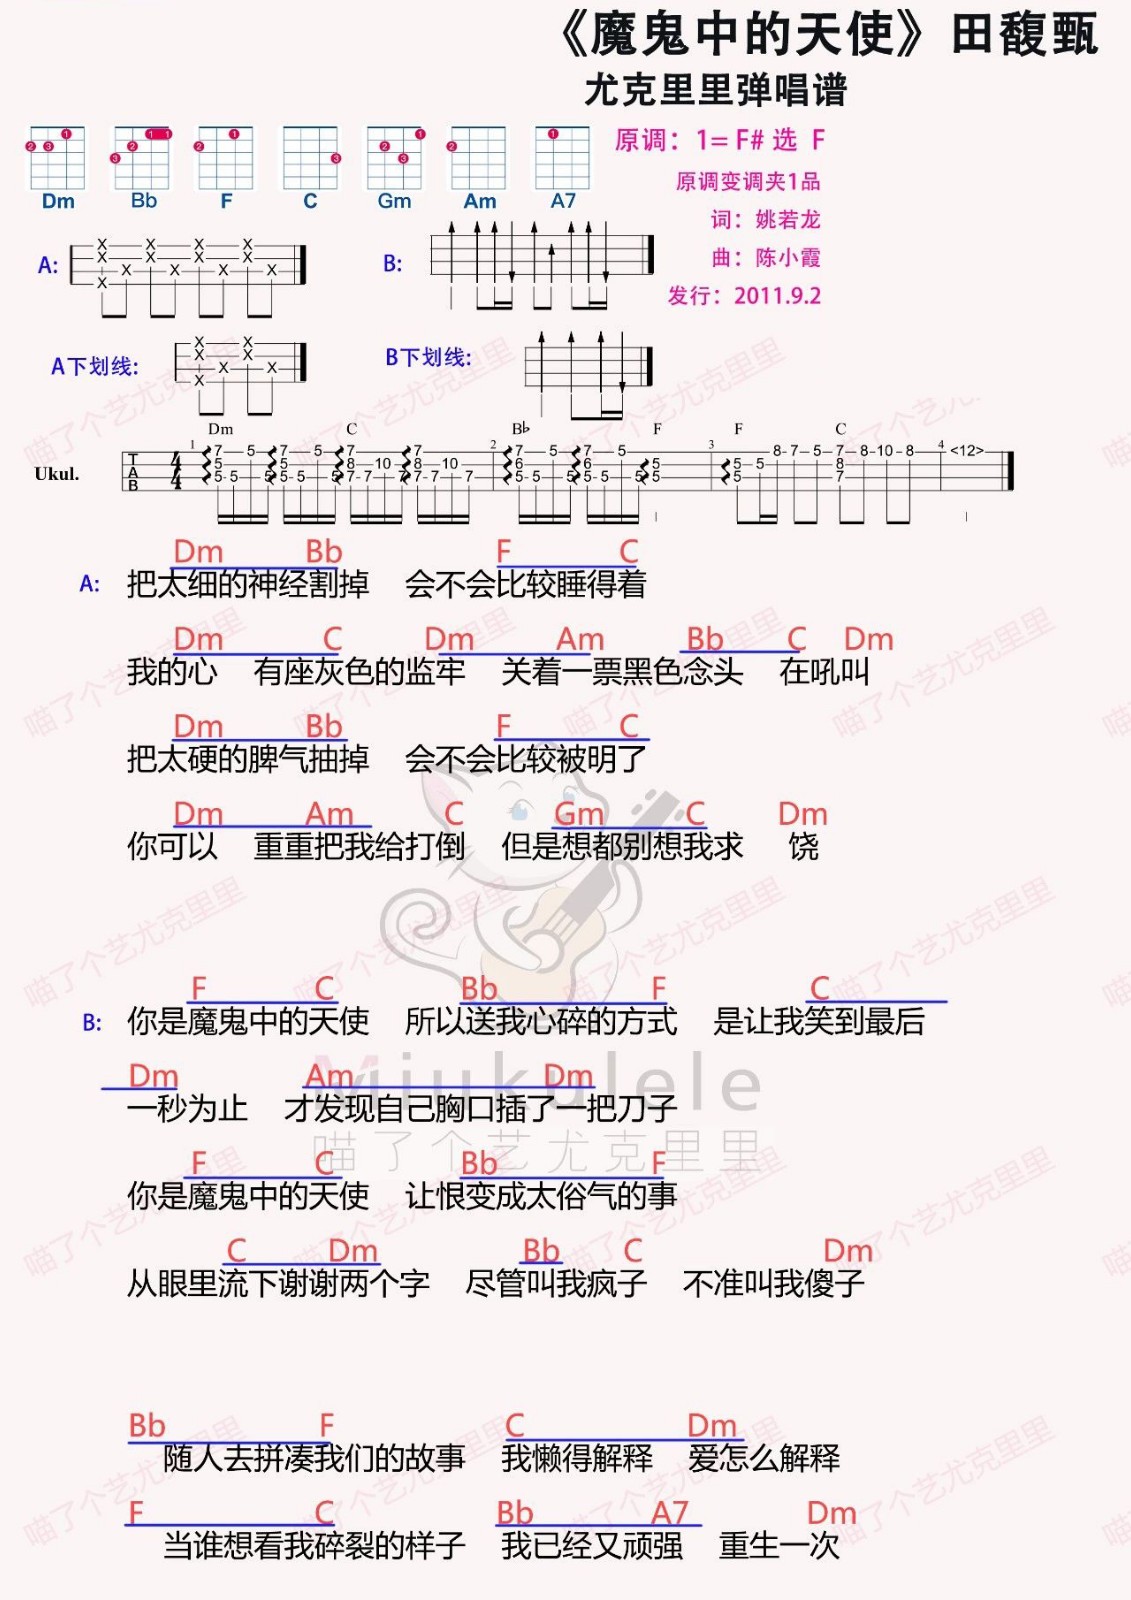 《魔鬼中的天使》田馥甄
尤克里里弹唱谱
原调：1= F# 选 F
原调变调夹1品
词：姚若龙
曲：陈小霞
发行：2011.9.2
Dm Bb F C Gm Am A7
A: B:
A下划线: B下划线:
Dm C B♭ F F C
Ukul.
Dm Bb F C
A: 把太细的神经割掉 会不会比较睡得着
Dm C Dm Am Bb C Dm
我的心 有座灰色的监牢 关着一票黑色念头 在吼叫
Dm Bb F C
把太硬的脾气抽掉 会不会比较被明了
Dm Am C Gm C Dm
你可以 重重把我给打倒 但是想都别想我求 饶
F C Bb F C
B: 你是魔鬼中的天使 所以送我心碎的方式 是让我笑到最后
Dm Am Dm
一秒为止 才发现自已胸口插了一把刀子
Miukulele
喵了个艺尤克里里
F C Bb F
你是魔鬼中的天使 让恨变成太俗气的事
C Dm Bb C Dm
从眼里流下谢谢两个字 尽管叫我疯子 不准叫我傻子
Bb F C Dm
随人去拼凑我们的故事 我懒得解释 爱怎么解释
F C Bb A7 Dm
当谁想看我碎裂的样子 我已经又顽强 重生一次